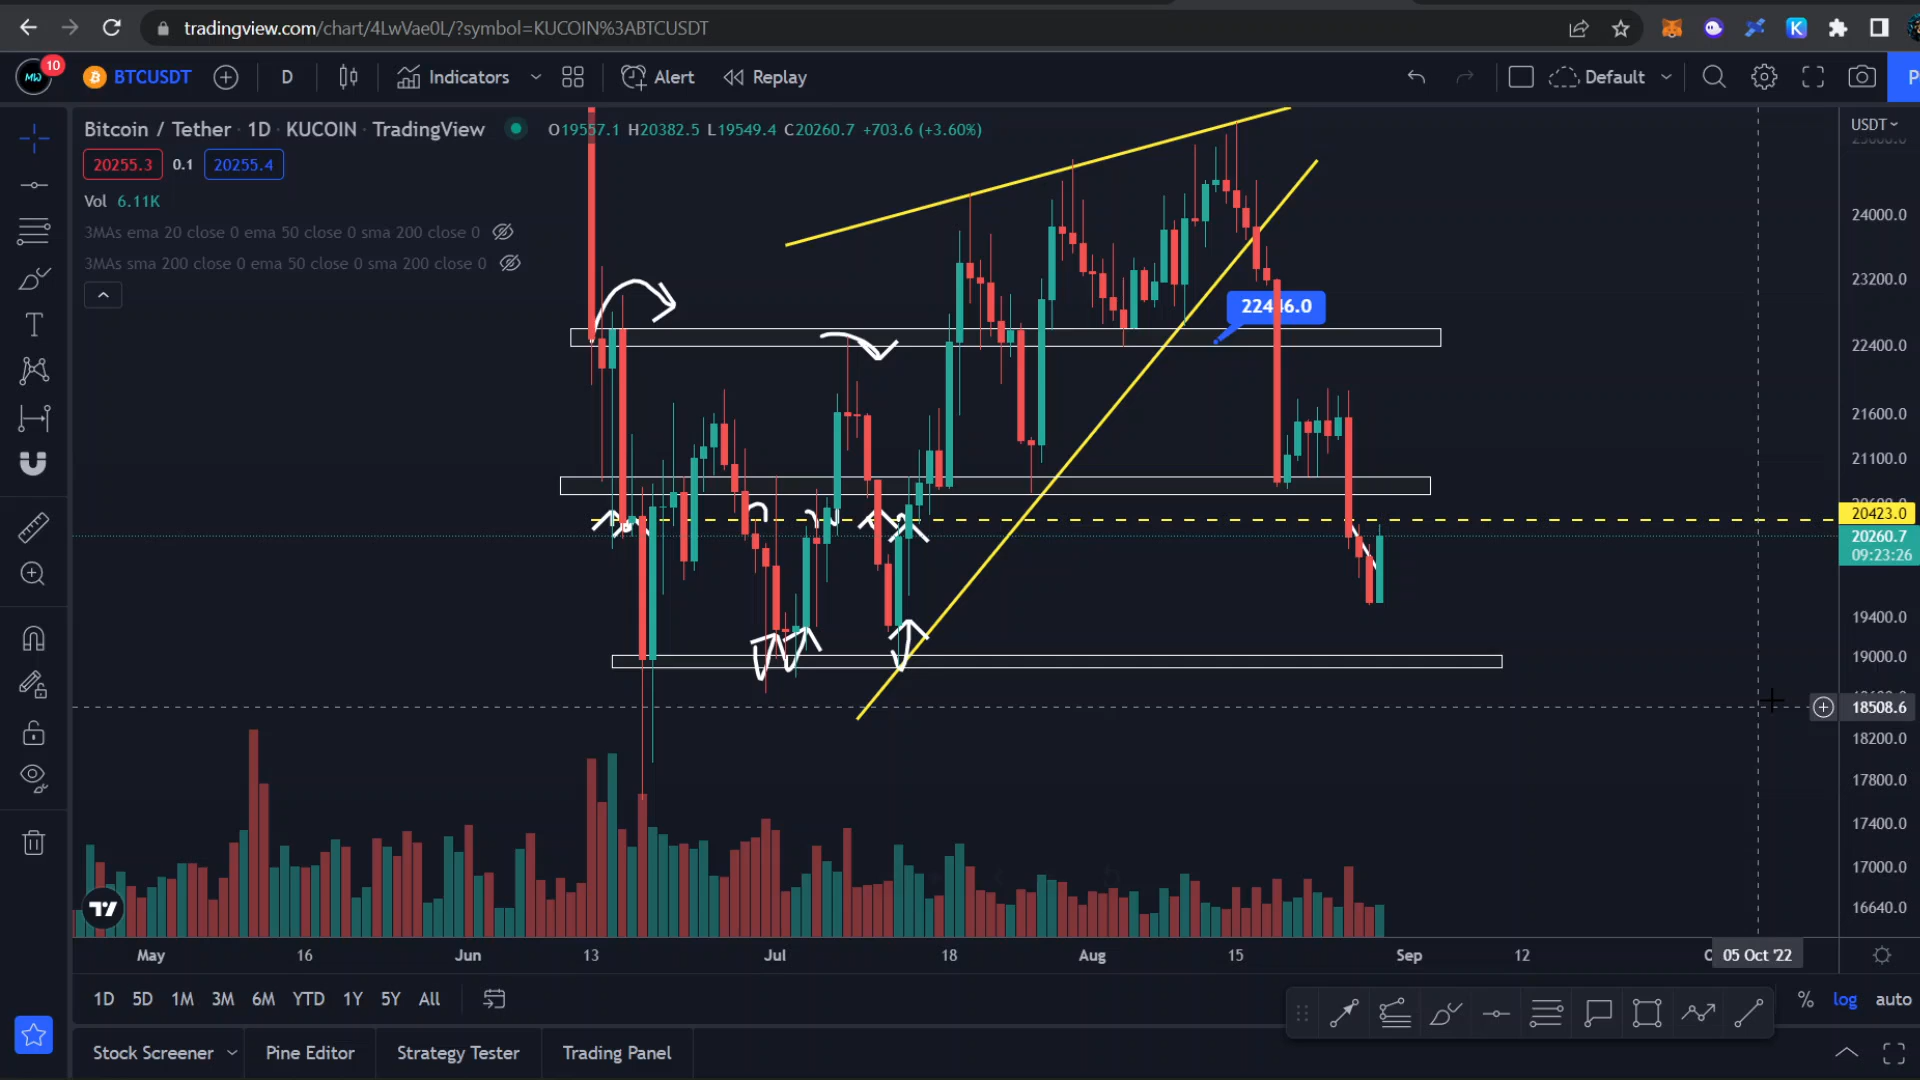 tradingview.com/chart/4LwVae0L/?symbol=KUCOIN%3ABTCUSDT
MW 10 BTCUSDT D Indicators Alert Replay Default P
Bitcoin / Tether · 1D · KUCOIN · TradingView O19557.1 H20382.5 L19549.4 C20260.7 +703.6 (+3.60%)
USDT
20255.3 0.1 20255.4
Vol 6.11K
3MAs ema 20 close 0 ema 50 close 0 sma 200 close 0
3MAs sma 200 close 0 ema 50 close 0 sma 200 close 0
24000.0
23200.0
22446.0
22400.0
21600.0
21100.0
20423.0
20260.7
09:23:26
19400.0
19000.0
18508.6
18200.0
17800.0
17400.0
17000.0
16640.0
May 16 Jun 13 Jul 18 Aug 15 Sep 12 05 Oct '22
1D 5D 1M 3M 6M YTD 1Y 5Y All % log auto
Stock Screener Pine Editor Strategy Tester Trading Panel